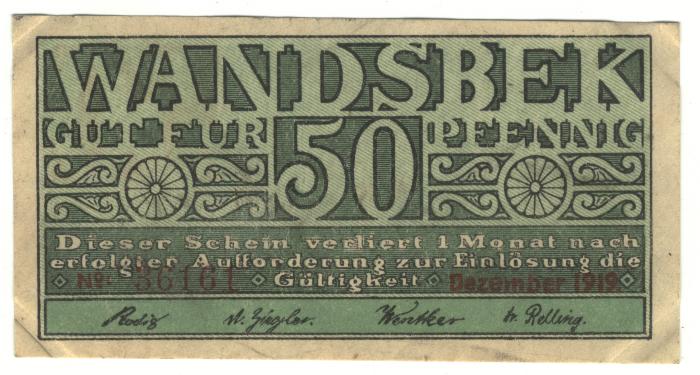 WANDSBEK
GUT FÜR 50 PFENNIG
Dieser Schein verliert 1 Monat nach
erfolgter Aufforderung zur Einlösung die
No. 36161 Gültigkeit Dezember 1919